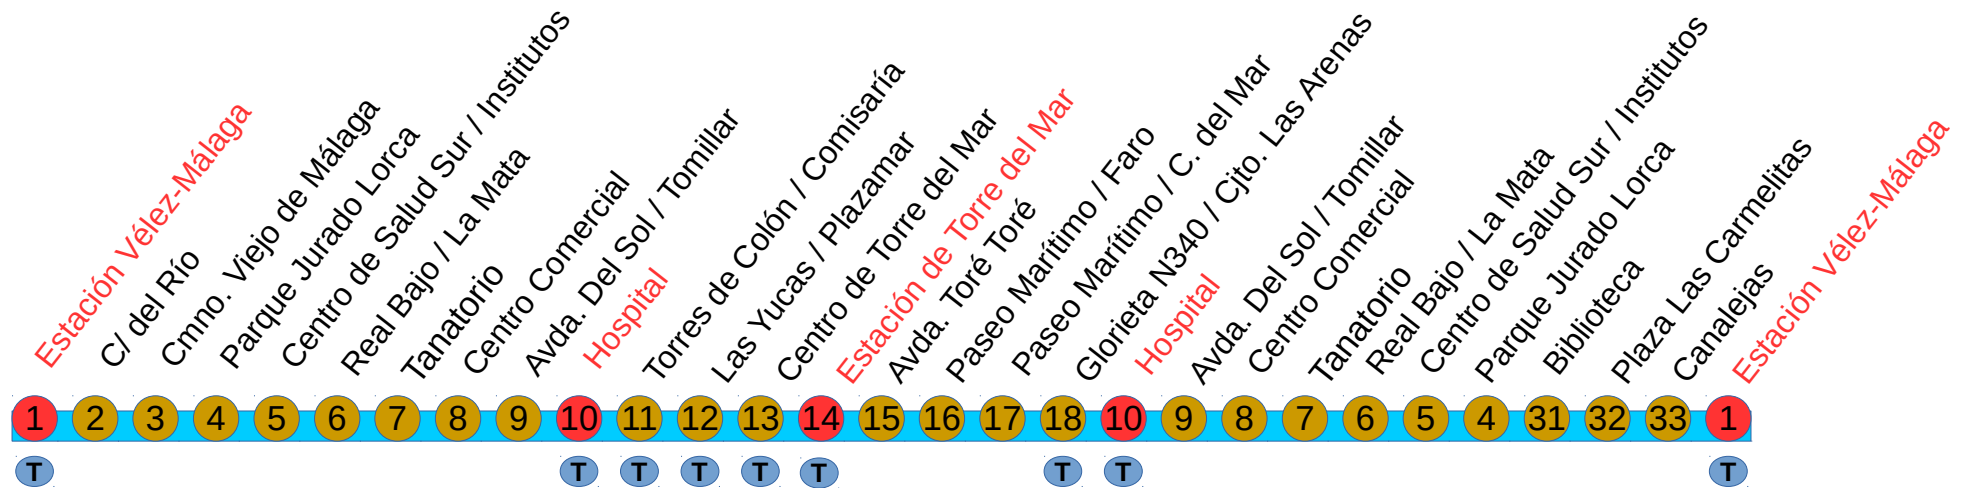 Estación Vélez-Málaga
C/ del Río
Cmno. Viejo de Málaga
Parque Jurado Lorca
Centro de Salud Sur / Institutos
Real Bajo / La Mata
Tanatorio
Centro Comercial
Avda. Del Sol / Tomillar
Hospital
Torres de Colón / Comisaría
Las Yucas / Plazamar
Centro de Torre del Mar
Estación de Torre del Mar
Avda. Toré Toré
Paseo Marítimo / Faro
Paseo Marítimo / C. del Mar
Glorieta N340 / Cjto. Las Arenas
Hospital
Avda. Del Sol / Tomillar
Centro Comercial
Tanatorio
Real Bajo / La Mata
Centro de Salud Sur / Institutos
Parque Jurado Lorca
Biblioteca
Plaza Las Carmelitas
Canalejas
Estación Vélez-Málaga
1 2 3 4 5 6 7 8 9 10 11 12 13 14 15 16 17 18 10 9 8 7 6 5 4 31 32 33 1
T T T T T T T T T